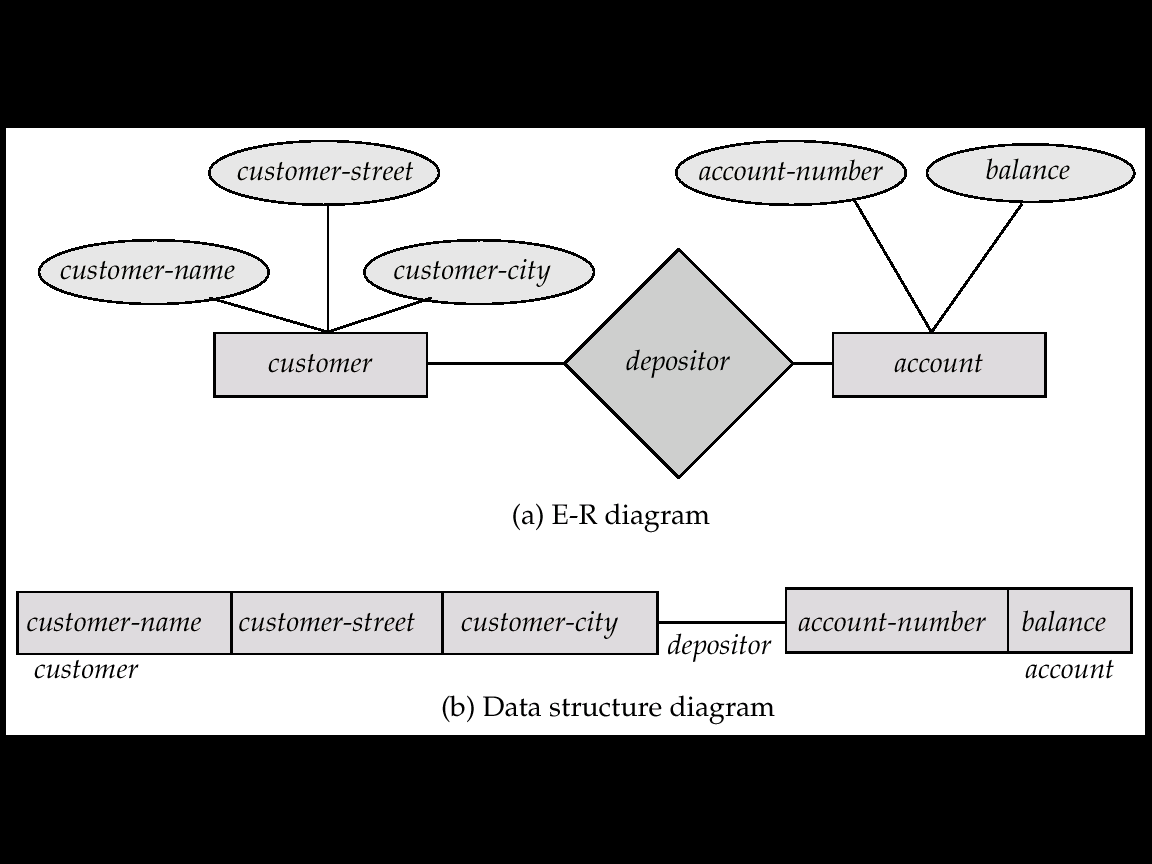 customer-street
account-number
balance
customer-name
customer-city
customer
depositor
account
(a) E-R diagram
customer-name customer-street customer-city account-number balance
depositor
customer
account
(b) Data structure diagram